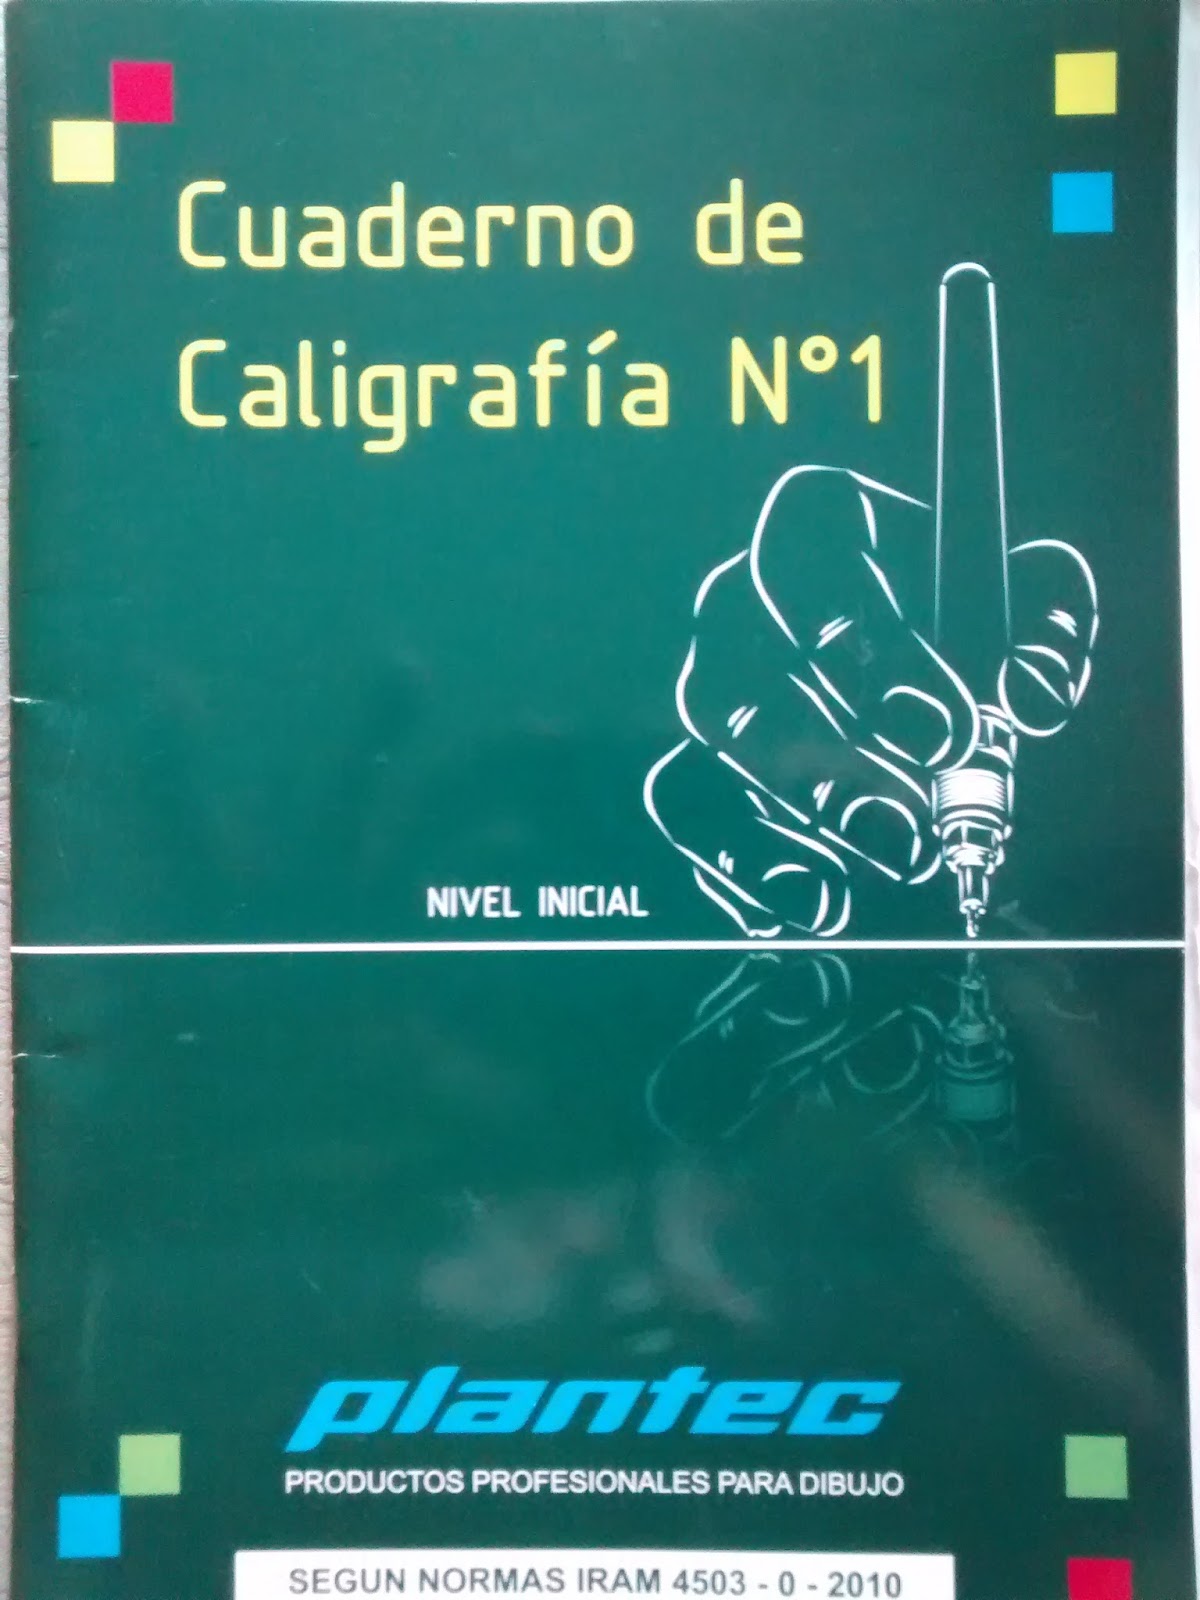 Cuaderno de
Caligrafía N°1
NIVEL INICIAL
plantec
PRODUCTOS PROFESIONALES PARA DIBUJO
SEGUN NORMAS IRAM 4503 - 0 - 2010